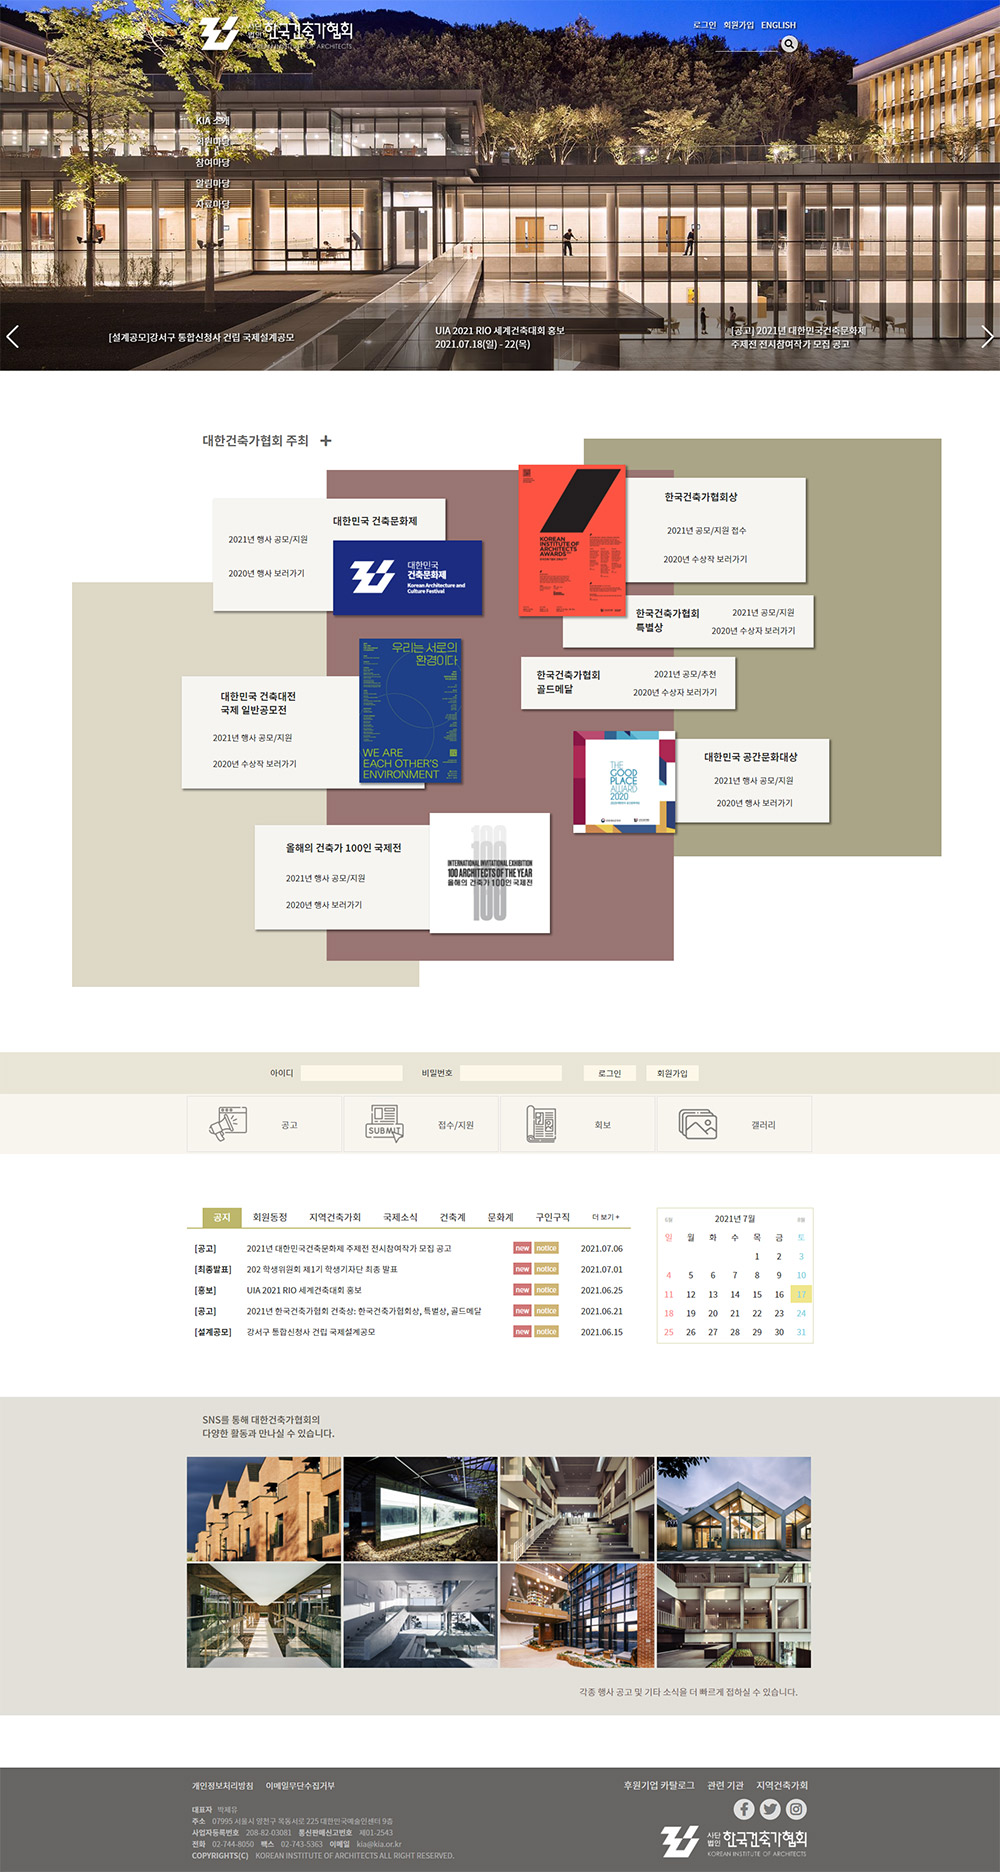 사단
법인 한국건축가협회
KOREAN INSTITUTE OF ARCHITECTS
로그인 회원가입 ENGLISH
KIA 소개
회원마당
참여마당
알림마당
자료마당
[설계공모]강서구 통합신청사 건립 국제설계공모
UIA 2021 RIO 세계건축대회 홍보
2021.07.18(일) - 22(목)
[공고] 2021년 대한민국건축문화제
주제전 전시참여작가 모집 공고
대한건축가협회 주최 +
대한민국 건축문화제
2021년 행사 공모/지원
2020년 행사 보러가기
대한민국
건축문화제
Korean Architecture and
Culture Festival
KOREAN
INSTITUTE OF
ARCHITECTS
AWARDS
한국건축가협회상
2021년 공모/지원 접수
2020년 수상작 보러가기
한국건축가협회
특별상
2021년 공모/지원
2020년 수상자 보러가기
한국건축가협회
골드메달
2021년 공모/추천
2020년 수상자 보러가기
대한민국 건축대전
국제 일반공모전
2021년 행사 공모/지원
2020년 수상작 보러가기
우리는 서로의
환경이다
WE ARE
EACH OTHER'S
ENVIRONMENT
THE
GOOD
PLACE
AWARD
2020
대한민국 공간문화대상
2021년 행사 공모/지원
2020년 행사 보러가기
올해의 건축가 100인 국제전
2021년 행사 공모/지원
2020년 행사 보러가기
100
INTERNATIONAL INVITATIONAL EXHIBITION
100 ARCHITECTS OF THE YEAR
올해의 건축가 100인 국제전
100
아이디 비밀번호 로그인 회원가입
공고
SUBMIT
접수/지원
회보
갤러리
공지 회원동정 지역건축가회 국제소식 건축계 문화계 구인구직 더 보기 +
[공고] 2021년 대한민국건축문화제 주제전 전시참여작가 모집 공고 new notice 2021.07.06
[최종발표] 202 학생위원회 제1기 학생기자단 최종 발표 new notice 2021.07.01
[홍보] UIA 2021 RIO 세계건축대회 홍보 new notice 2021.06.25
[공고] 2021년 한국건축가협회 건축상: 한국건축가협회상, 특별상, 골드메달 new notice 2021.06.21
[설계공모] 강서구 통합신청사 건립 국제설계공모 new notice 2021.06.15
6월 2021년 7월 8월
일 월 화 수 목 금 토
1 2 3
4 5 6 7 8 9 10
11 12 13 14 15 16 17
18 19 20 21 22 23 24
25 26 27 28 29 30 31
SNS를 통해 대한건축가협회의
다양한 활동과 만나실 수 있습니다.
각종 행사 공고 및 기타 소식을 더 빠르게 접하실 수 있습니다.
개인정보처리방침 이메일무단수집거부
대표자 박제유
주소 07995 서울시 양천구 목동서로 225 대한민국예술인센터 9층
사업자등록번호 208-82-03081 통신판매신고번호 제01-2543
전화 02-744-8050 팩스 02-743-5363 이메일 kia@kia.or.kr
COPYRIGHTS(C) KOREAN INSTITUTE OF ARCHITECTS ALL RIGHT RESERVED.
후원기업 카탈로그 관련 기관 지역건축가회
사단
법인 한국건축가협회
KOREAN INSTITUTE OF ARCHITECTS